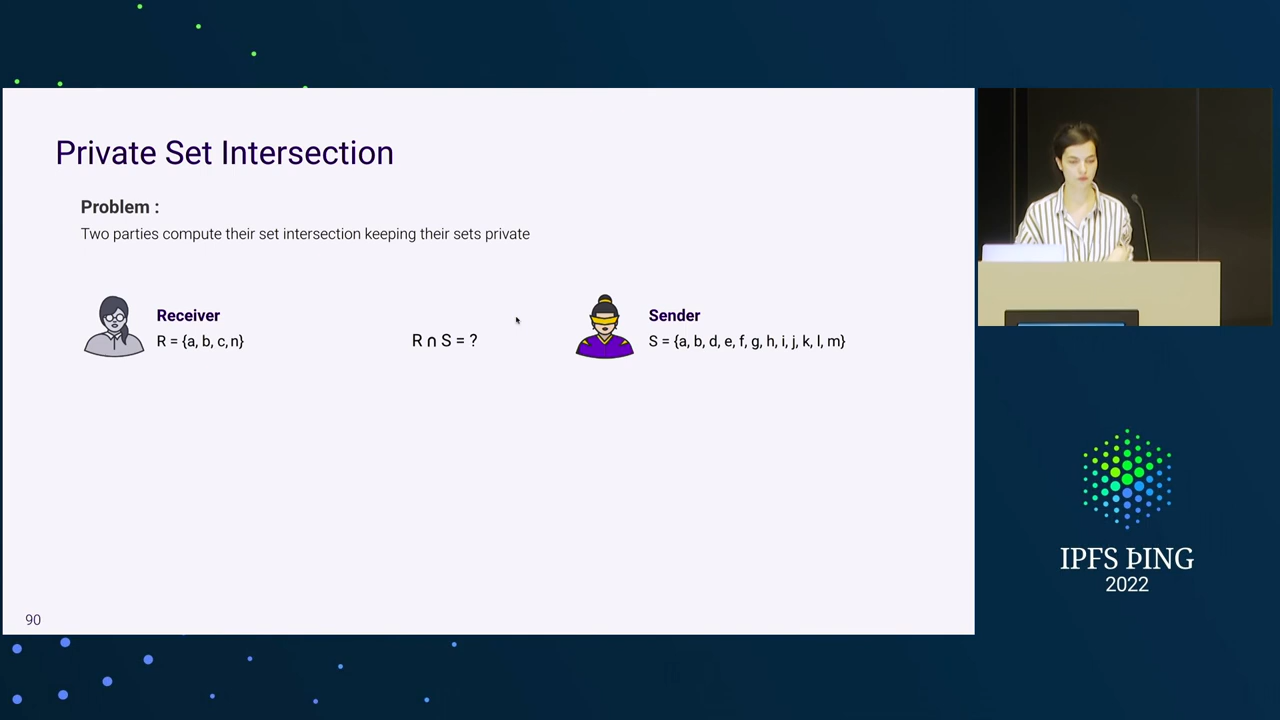 Private Set Intersection
Problem :
Two parties compute their set intersection keeping their sets private
Receiver
R = {a, b, c, n}
R ∩ S = ?
Sender
S = {a, b, d, e, f, g, h, i, j, k, l, m}
90
IPFS ÞING
2022